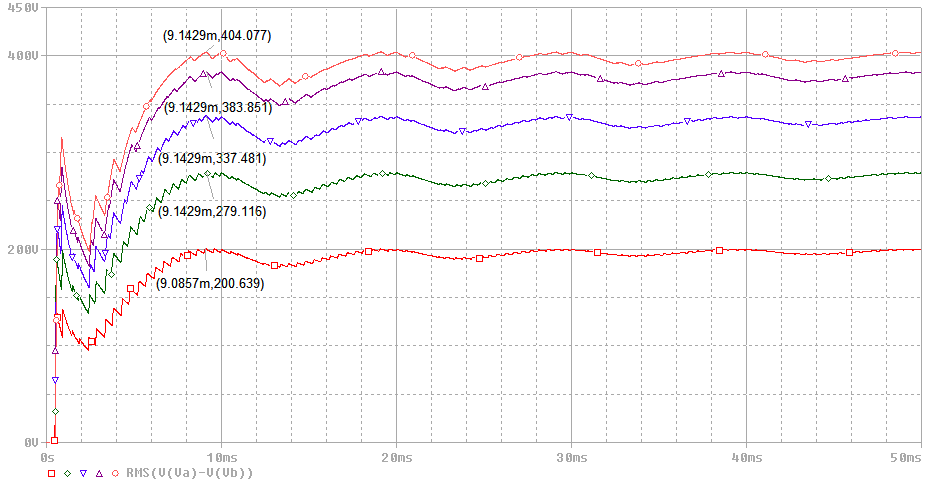 450V
(9.1429m,404.077)
400V
(9.1429m,383.851)
(9.1429m,337.481)
(9.1429m,279.116)
200V
(9.0857m,200.639)
0V
0s 10ms 20ms 30ms 40ms 50ms
RMS(V(Va)-V(Vb))